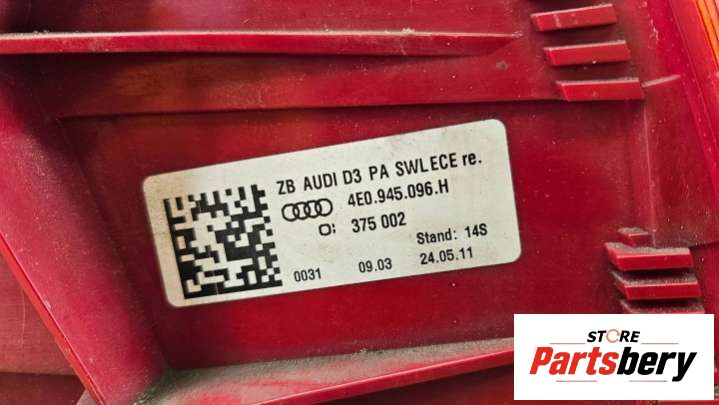 ZB AUDI D3 PA SWLECE re.
4E0.945.096.H
375 002
Stand: 14S
0031 09.03 24.05.11
STORE
Partsbery